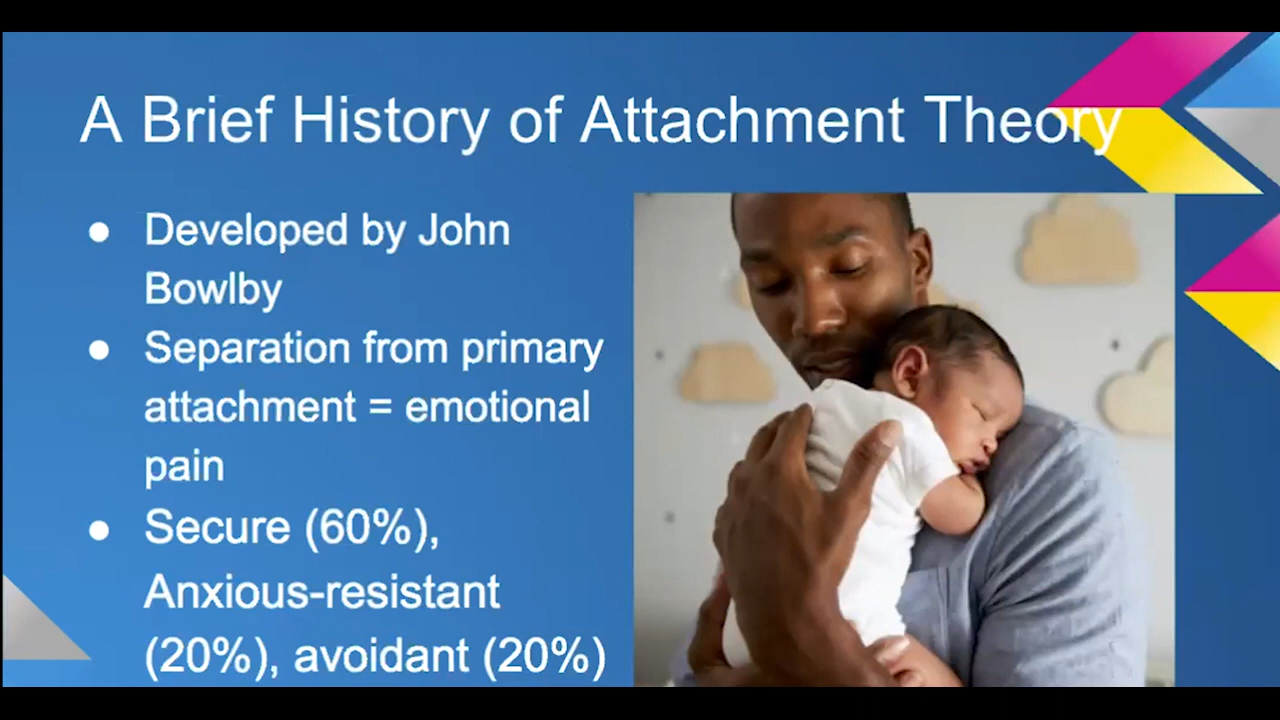 A Brief History of Attachment Theory
● Developed by John
Bowlby
● Separation from primary
attachment = emotional
pain
● Secure (60%),
Anxious-resistant
(20%), avoidant (20%)